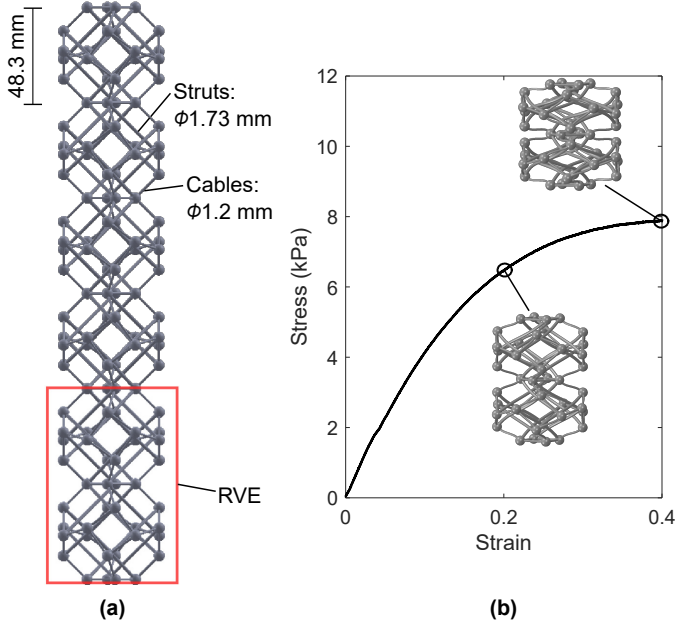 48.3 mm
Struts:
ϕ1.73 mm
Cables:
ϕ1.2 mm
RVE
(a)
12
10
8
6
4
2
0
Stress (kPa)
0
0.2
0.4
Strain
(b)